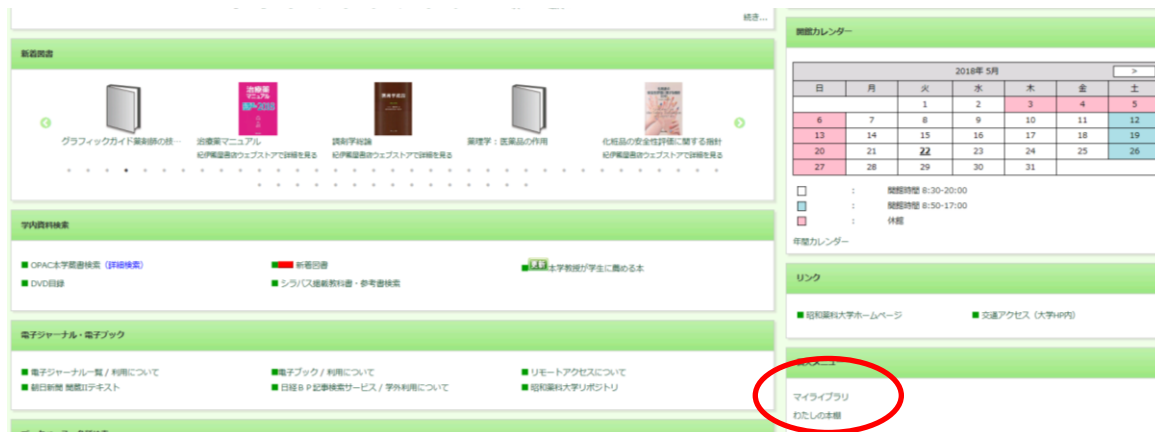 続き...
新着図書
グラフィックガイド薬剤師の技…
治療薬マニュアル
紀伊國屋書店ウェブストアで詳細を見る
調剤学総論
紀伊國屋書店ウェブストアで詳細を見る
薬理学：医薬品の作用
化粧品の安全性評価に関する指針
紀伊國屋書店ウェブストアで詳細を見る
学内資料検索
OPAC本学蔵書検索（詳細検索）
新着図書
本学教授が学生に薦める本
DVD目録
シラバス掲載教科書・参考書検索
電子ジャーナル・電子ブック
電子ジャーナル一覧 / 利用について
電子ブック / 利用について
リモートアクセスについて
朝日新聞 聞蔵IIテキスト
日経ＢＰ記事検索サービス / 学外利用について
昭和薬科大学リポジトリ
開館カレンダー
2018年 5月 >
日 月 火 水 木 金 土
1 2 3 4 5
6 7 8 9 10 11 12
13 14 15 16 17 18 19
20 21 22 23 24 25 26
27 28 29 30 31
: 開館時間 8:30-20:00
: 開館時間 8:50-17:00
: 休館
年間カレンダー
リンク
昭和薬科大学ホームページ
交通アクセス（大学HP内）
マイライブラリ
わたしの本棚